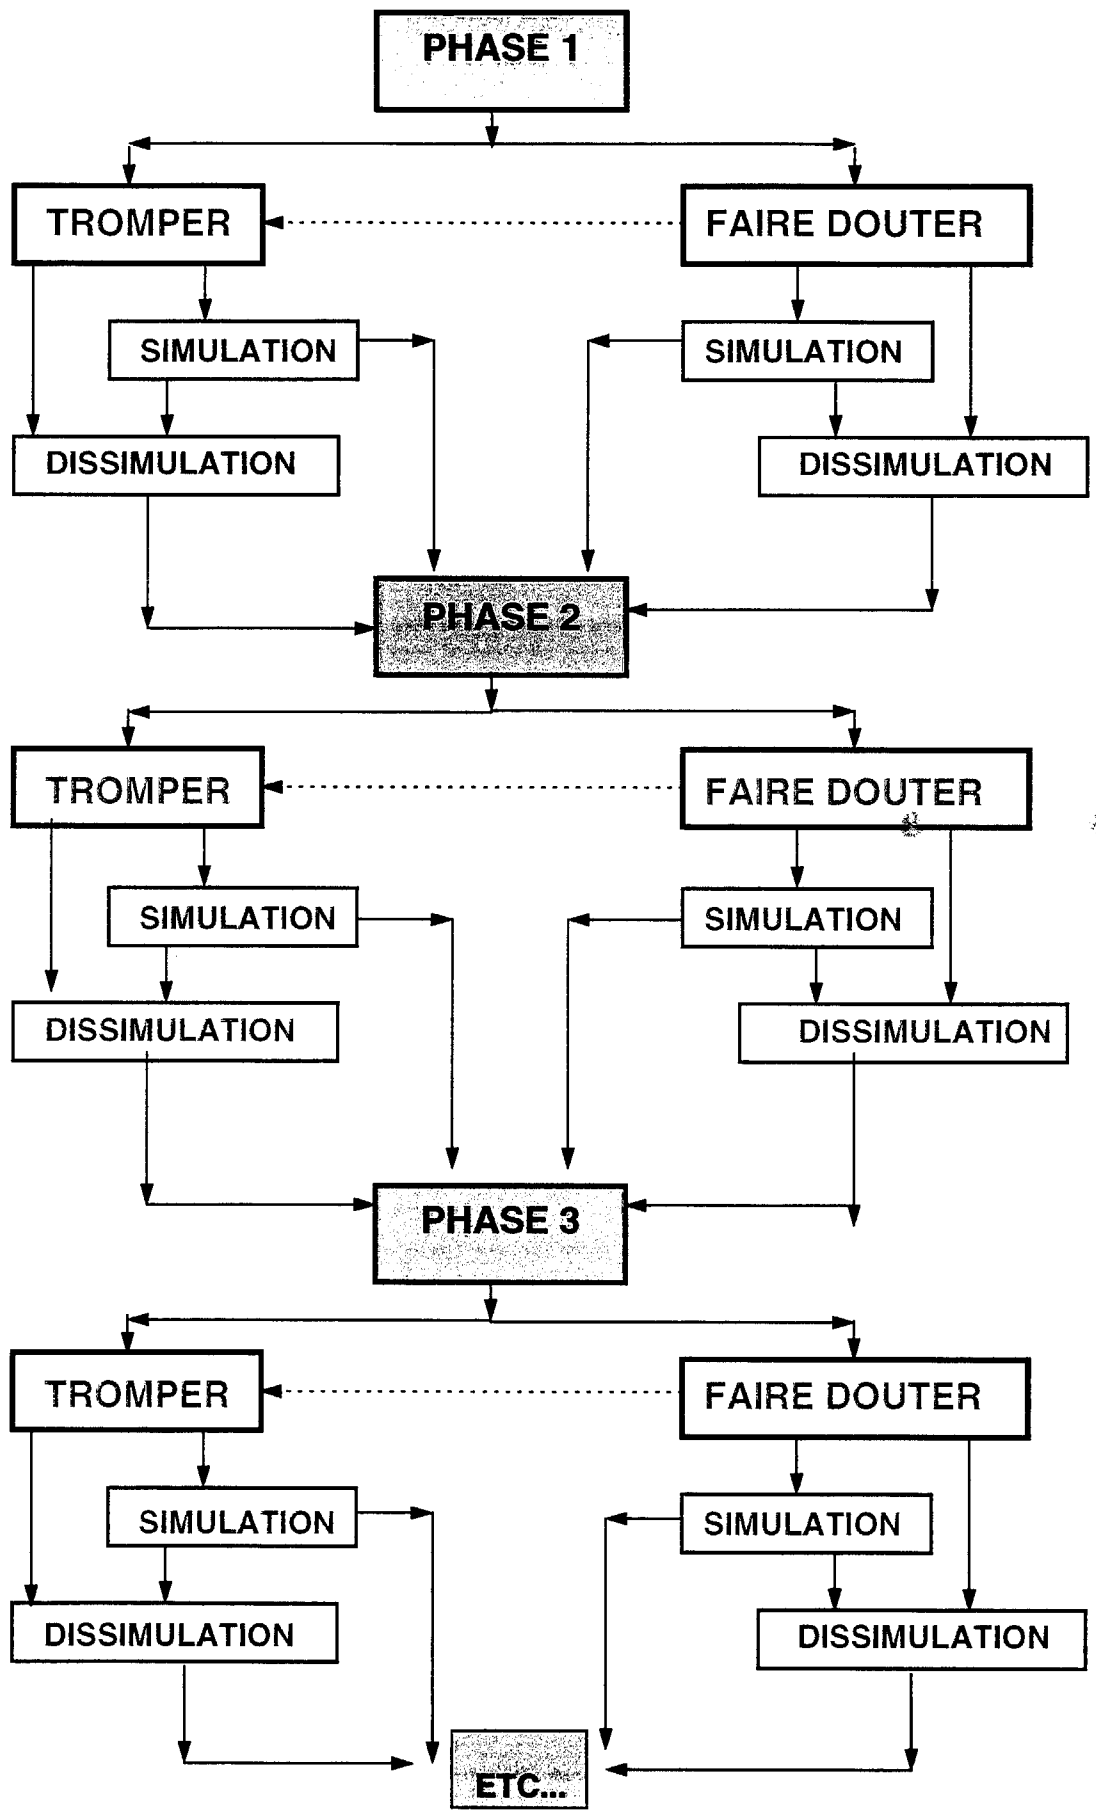 PHASE 1
TROMPER
FAIRE DOUTER
SIMULATION
SIMULATION
DISSIMULATION
DISSIMULATION
PHASE 2
TROMPER
FAIRE DOUTER
SIMULATION
SIMULATION
DISSIMULATION
DISSIMULATION
PHASE 3
TROMPER
FAIRE DOUTER
SIMULATION
SIMULATION
DISSIMULATION
DISSIMULATION
ETC...